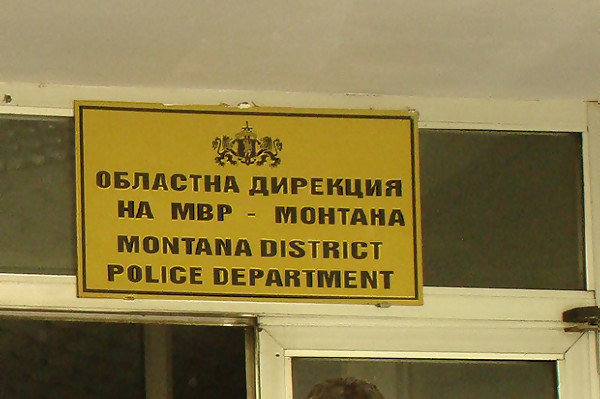 ОБЛАСТНА ДИРЕКЦИЯ
НА МВР - МОНТАНА
MONTANA DISTRICT
POLICE DEPARTMENT